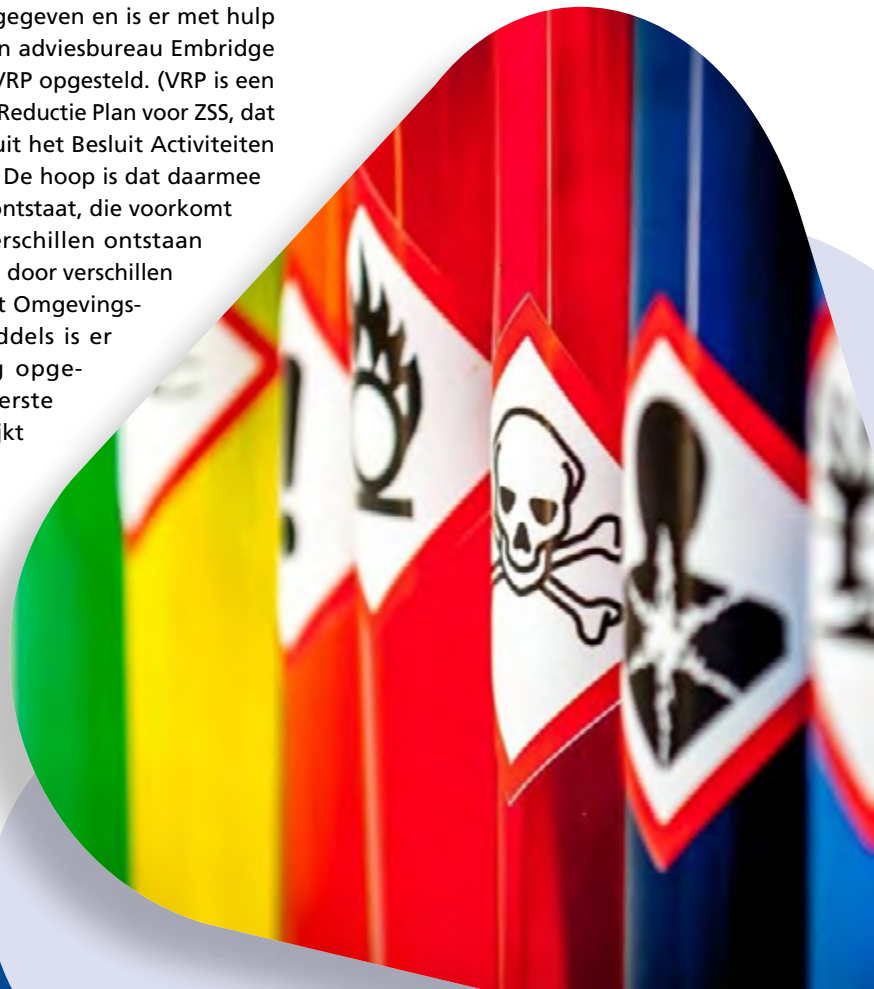 gegeven en is er met hulp
n adviesbureau Embridge
VRP opgesteld. (VRP is een
Reductie Plan voor ZSS, dat
uit het Besluit Activiteiten
De hoop is dat daarmee
ontstaat, die voorkomt
erschillen ontstaan
door verschillen
t Omgevings-
ddels is er
g opge-
erste
jkt